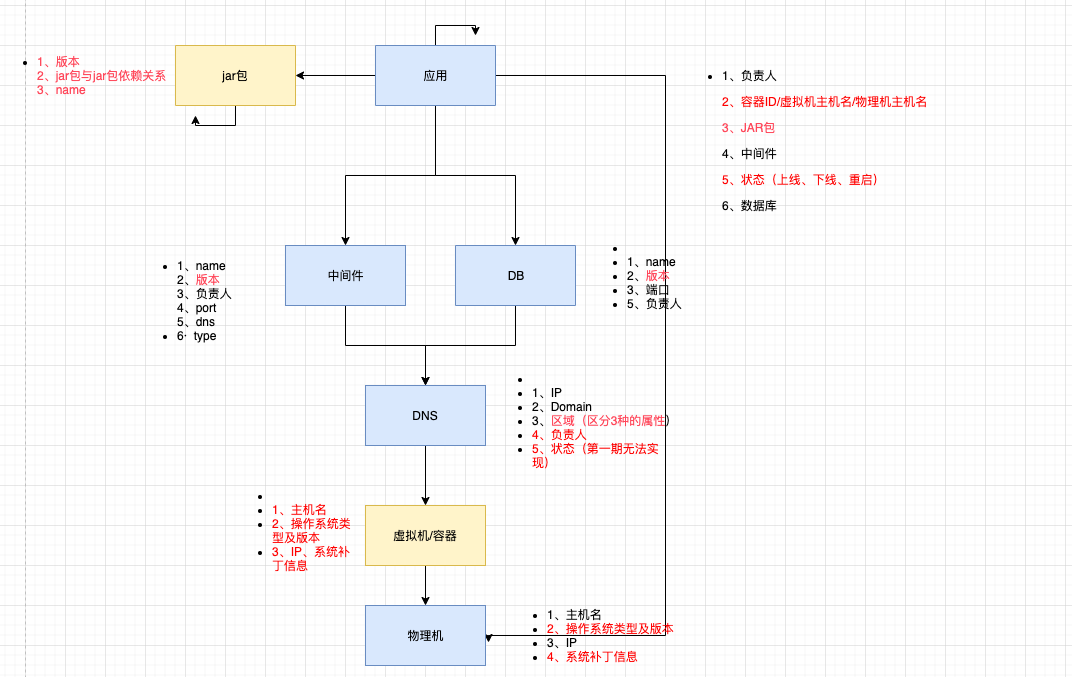 1、版本
2、jar包与jar包依赖关系
3、name
jar包
应用
1、负责人
2、容器ID/虚拟机主机名/物理机主机名
3、JAR包
4、中间件
5、状态（上线、下线、重启）
6、数据库
1、name
2、版本
3、负责人
4、port
5、dns
6· type
中间件
DB
1、name
2、版本
3、端口
5、负责人
DNS
1、IP
2、Domain
3、区域（区分3种的属性）
4、负责人
5、状态（第一期无法实
现）
1、主机名
2、操作系统类
型及版本
3、IP、系统补
丁信息
虚拟机/容器
物理机
1、主机名
2、操作系统类型及版本
3、IP
4、系统补丁信息